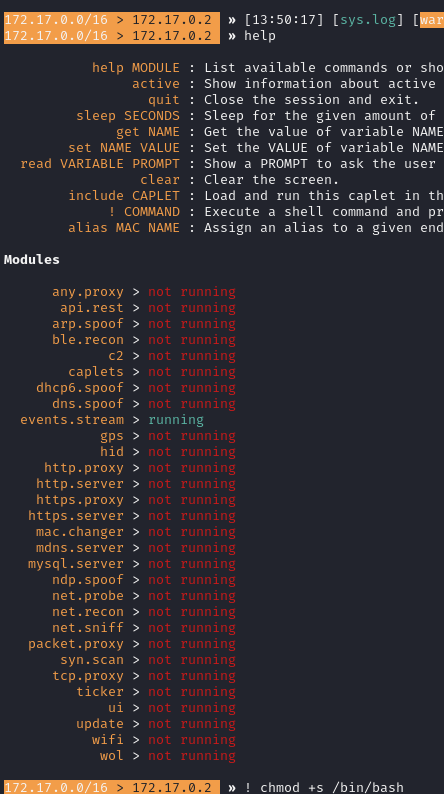 172.17.0.0/16 > 172.17.0.2 » [13:50:17] [sys.log] [war
172.17.0.0/16 > 172.17.0.2 » help
help MODULE : List available commands or sho
active : Show information about active
quit : Close the session and exit.
sleep SECONDS : Sleep for the given amount of
get NAME : Get the value of variable NAME
set NAME VALUE : Set the VALUE of variable NAME
read VARIABLE PROMPT : Show a PROMPT to ask the user
clear : Clear the screen.
include CAPLET : Load and run this caplet in th
! COMMAND : Execute a shell command and pr
alias MAC NAME : Assign an alias to a given end
Modules
any.proxy > not running
api.rest > not running
arp.spoof > not running
ble.recon > not running
c2 > not running
caplets > not running
dhcp6.spoof > not running
dns.spoof > not running
events.stream > running
gps > not running
hid > not running
http.proxy > not running
http.server > not running
https.proxy > not running
https.server > not running
mac.changer > not running
mdns.server > not running
mysql.server > not running
ndp.spoof > not running
net.probe > not running
net.recon > not running
net.sniff > not running
packet.proxy > not running
syn.scan > not running
tcp.proxy > not running
ticker > not running
ui > not running
update > not running
wifi > not running
wol > not running
172.17.0.0/16 > 172.17.0.2 » ! chmod +s /bin/bash